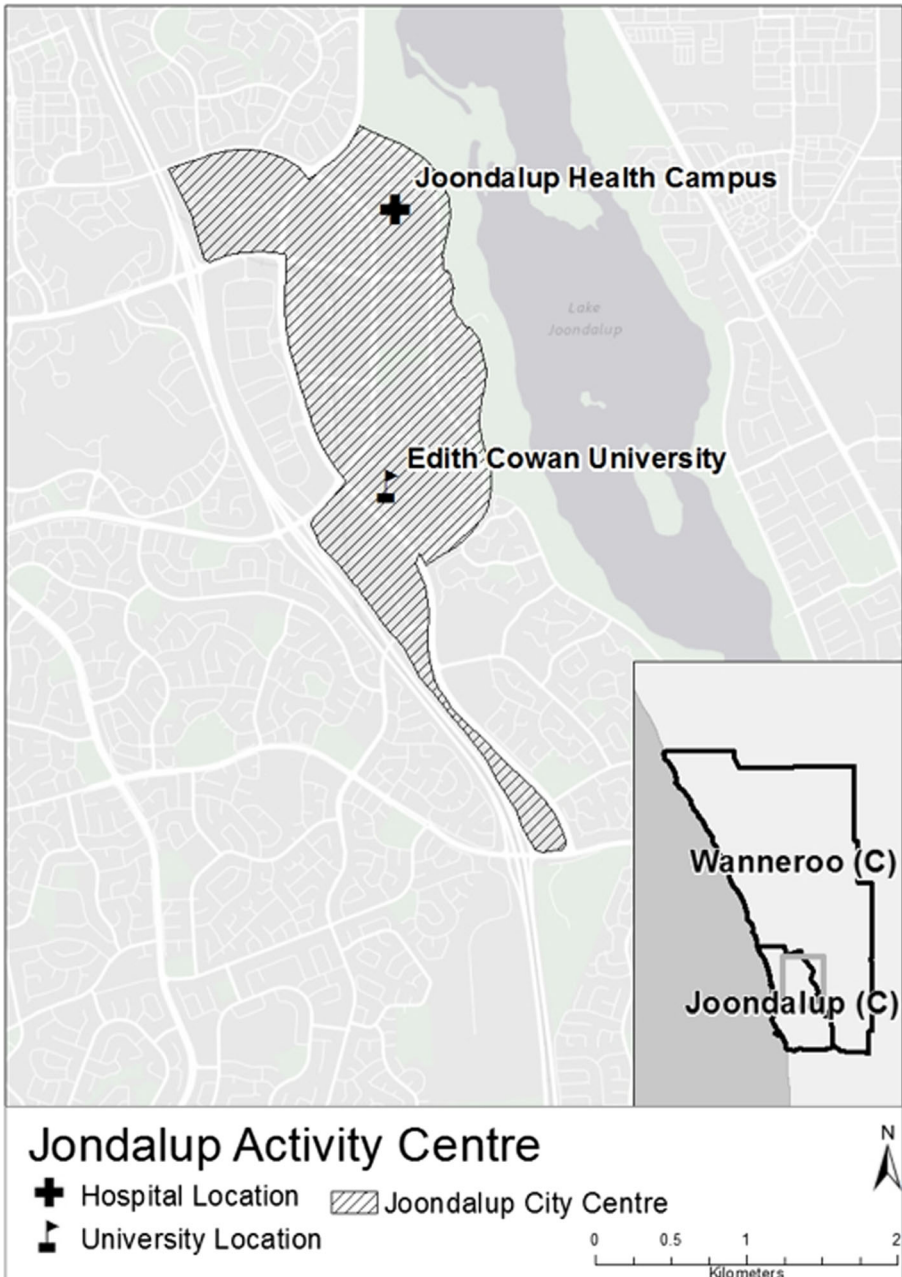 Joondalup Health Campus
Lake
Joondalup
Edith Cowan University
Wanneroo (C)
Joondalup (C)
Jondalup Activity Centre
Hospital Location
Joondalup City Centre
University Location
N
0 0.5 1 2
Kilometers